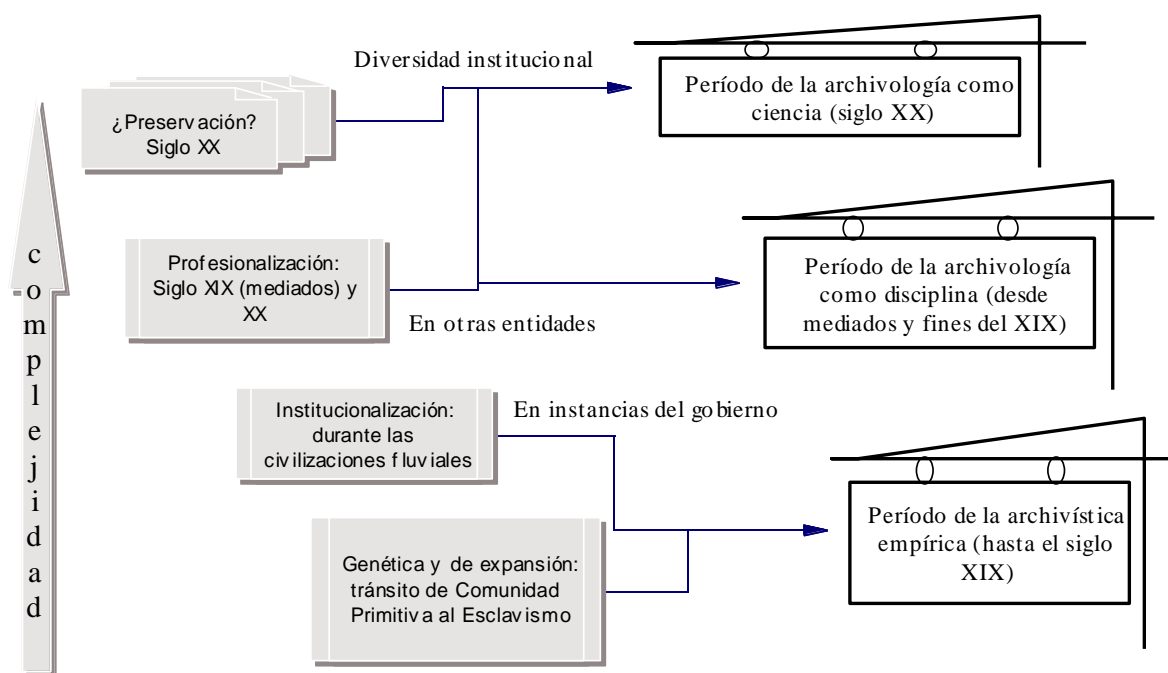 Diversidad institucional
¿Preservación?
Siglo XX
Período de la archivología como
ciencia (siglo XX)
complejidad
Profesionalización:
Siglo XIX (mediados) y
XX
En otras entidades
Período de la archivología
como disciplina (desde
mediados y fines del XIX)
Institucionalización:
durante las
civilizaciones fluviales
En instancias del gobierno
Período de la archivística
empírica (hasta el siglo
XIX)
Genética y de expansión:
tránsito de Comunidad
Primitiva al Esclavismo